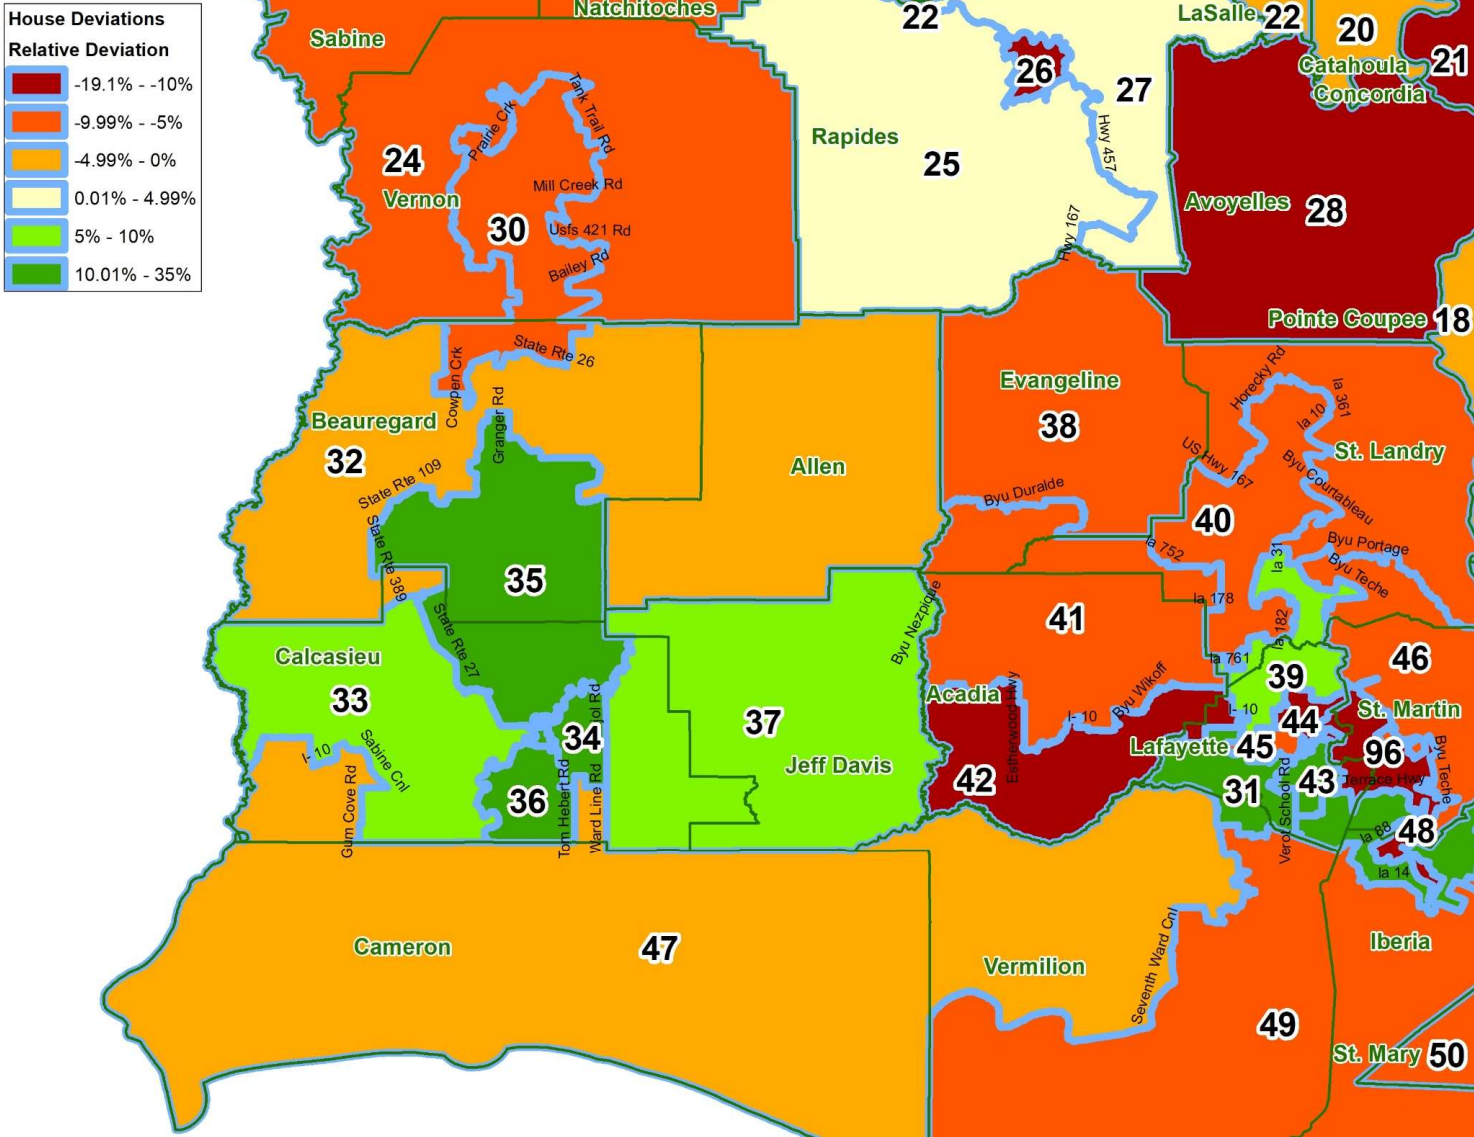 House Deviations
Relative Deviation
-19.1% - -10%
-9.99% - -5%
-4.99% - 0%
0.01% - 4.99%
5% - 10%
10.01% - 35%
Natchitoches
Sabine
22
LaSalle
22
20
Catahoula
21
Concordia
26
27
Tank Trail Rd
Prairie Crk
Rapides
Hwy 457
24
25
Vernon
Mill Creek Rd
30
Usfs 421 Rd
Bailey Rd
Avoyelles
28
Hwy 167
Pointe Coupee
18
State Rte 26
Cowpen Crk
Granger Rd
Beauregard
32
State Rte 109
State Rte 389
Allen
Evangeline
38
Horecky Rd
la 361
la 10
St. Landry
US Hwy 167
Byu Courtableau
Byu Duralde
40
la 752
la 31
Byu Portage
Byu Teche
35
la 178
la 182
State Rte 27
Byu Nezpique
41
la 761
46
Calcasieu
33
39
Acadia
Estherwood Hwy
I- 10
Byu Wikoff
I- 10
44
St. Martin
I- 10
Sabine Cnl
Gum Cove Rd
34
jol Rd
37
Jeff Davis
Lafayette
45
96
Byu Teche
36
Tom Hebert Rd
Ward Line Rd
42
31
Verot School Rd
43
Terrace Hwy
48
la 88
la 14
Cameron
47
Vermilion
Seventh Ward Cnl
Iberia
49
St. Mary
50